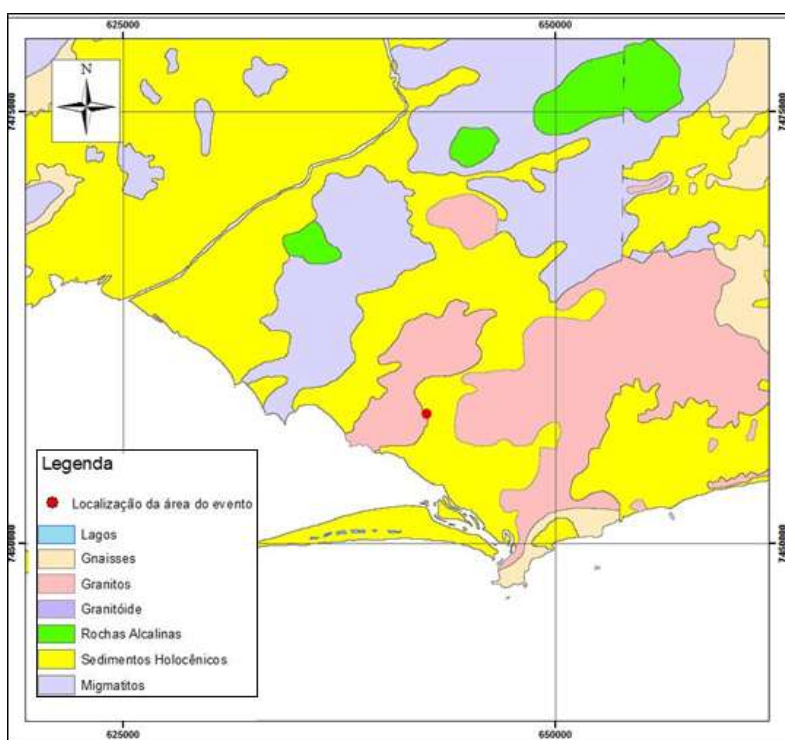 625000 650000
N
7475000 7475000
Legenda
Localização da área do evento
Lagos
Gnaisses
Granitos
Granitóide
Rochas Alcalinas
Sedimentos Holocênicos
Migmatitos
7450000 7450000
625000 650000